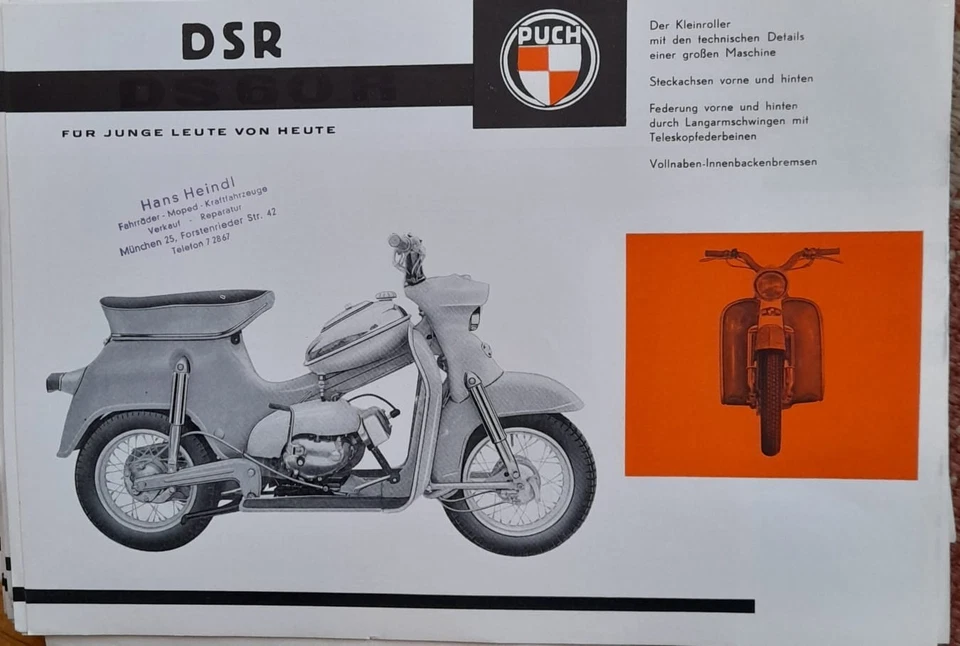 DSR
DS 60 R
FÜR JUNGE LEUTE VON HEUTE
PUCH
Der Kleinroller
mit den technischen Details
einer großen Maschine
Steckachsen vorne und hinten
Federung vorne und hinten
durch Langarmschwingen mit
Teleskopfederbeinen
Vollnaben-Innenbackenbremsen
Hans Heindl
Fahrräder - Moped - Kraftfahrzeuge
Verkauf - Reparatur
München 25, Forstenrieder Str. 42
Telefon 7 28 67